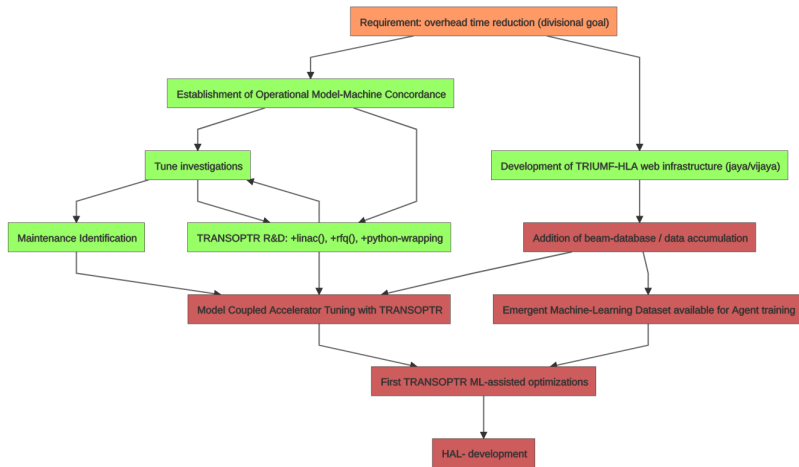 Requirement: overhead time reduction (divisional goal)
Establishment of Operational Model-Machine Concordance
Tune investigations
Development of TRIUMF-HLA web infrastructure (jaya/vijaya)
Maintenance Identification
TRANSOPTR R&D: +linac(), +rfq(), +python-wrapping
Addition of beam-database / data accumulation
Model Coupled Accelerator Tuning with TRANSOPTR
Emergent Machine-Learning Dataset available for Agent training
First TRANSOPTR ML-assisted optimizations
HAL- development